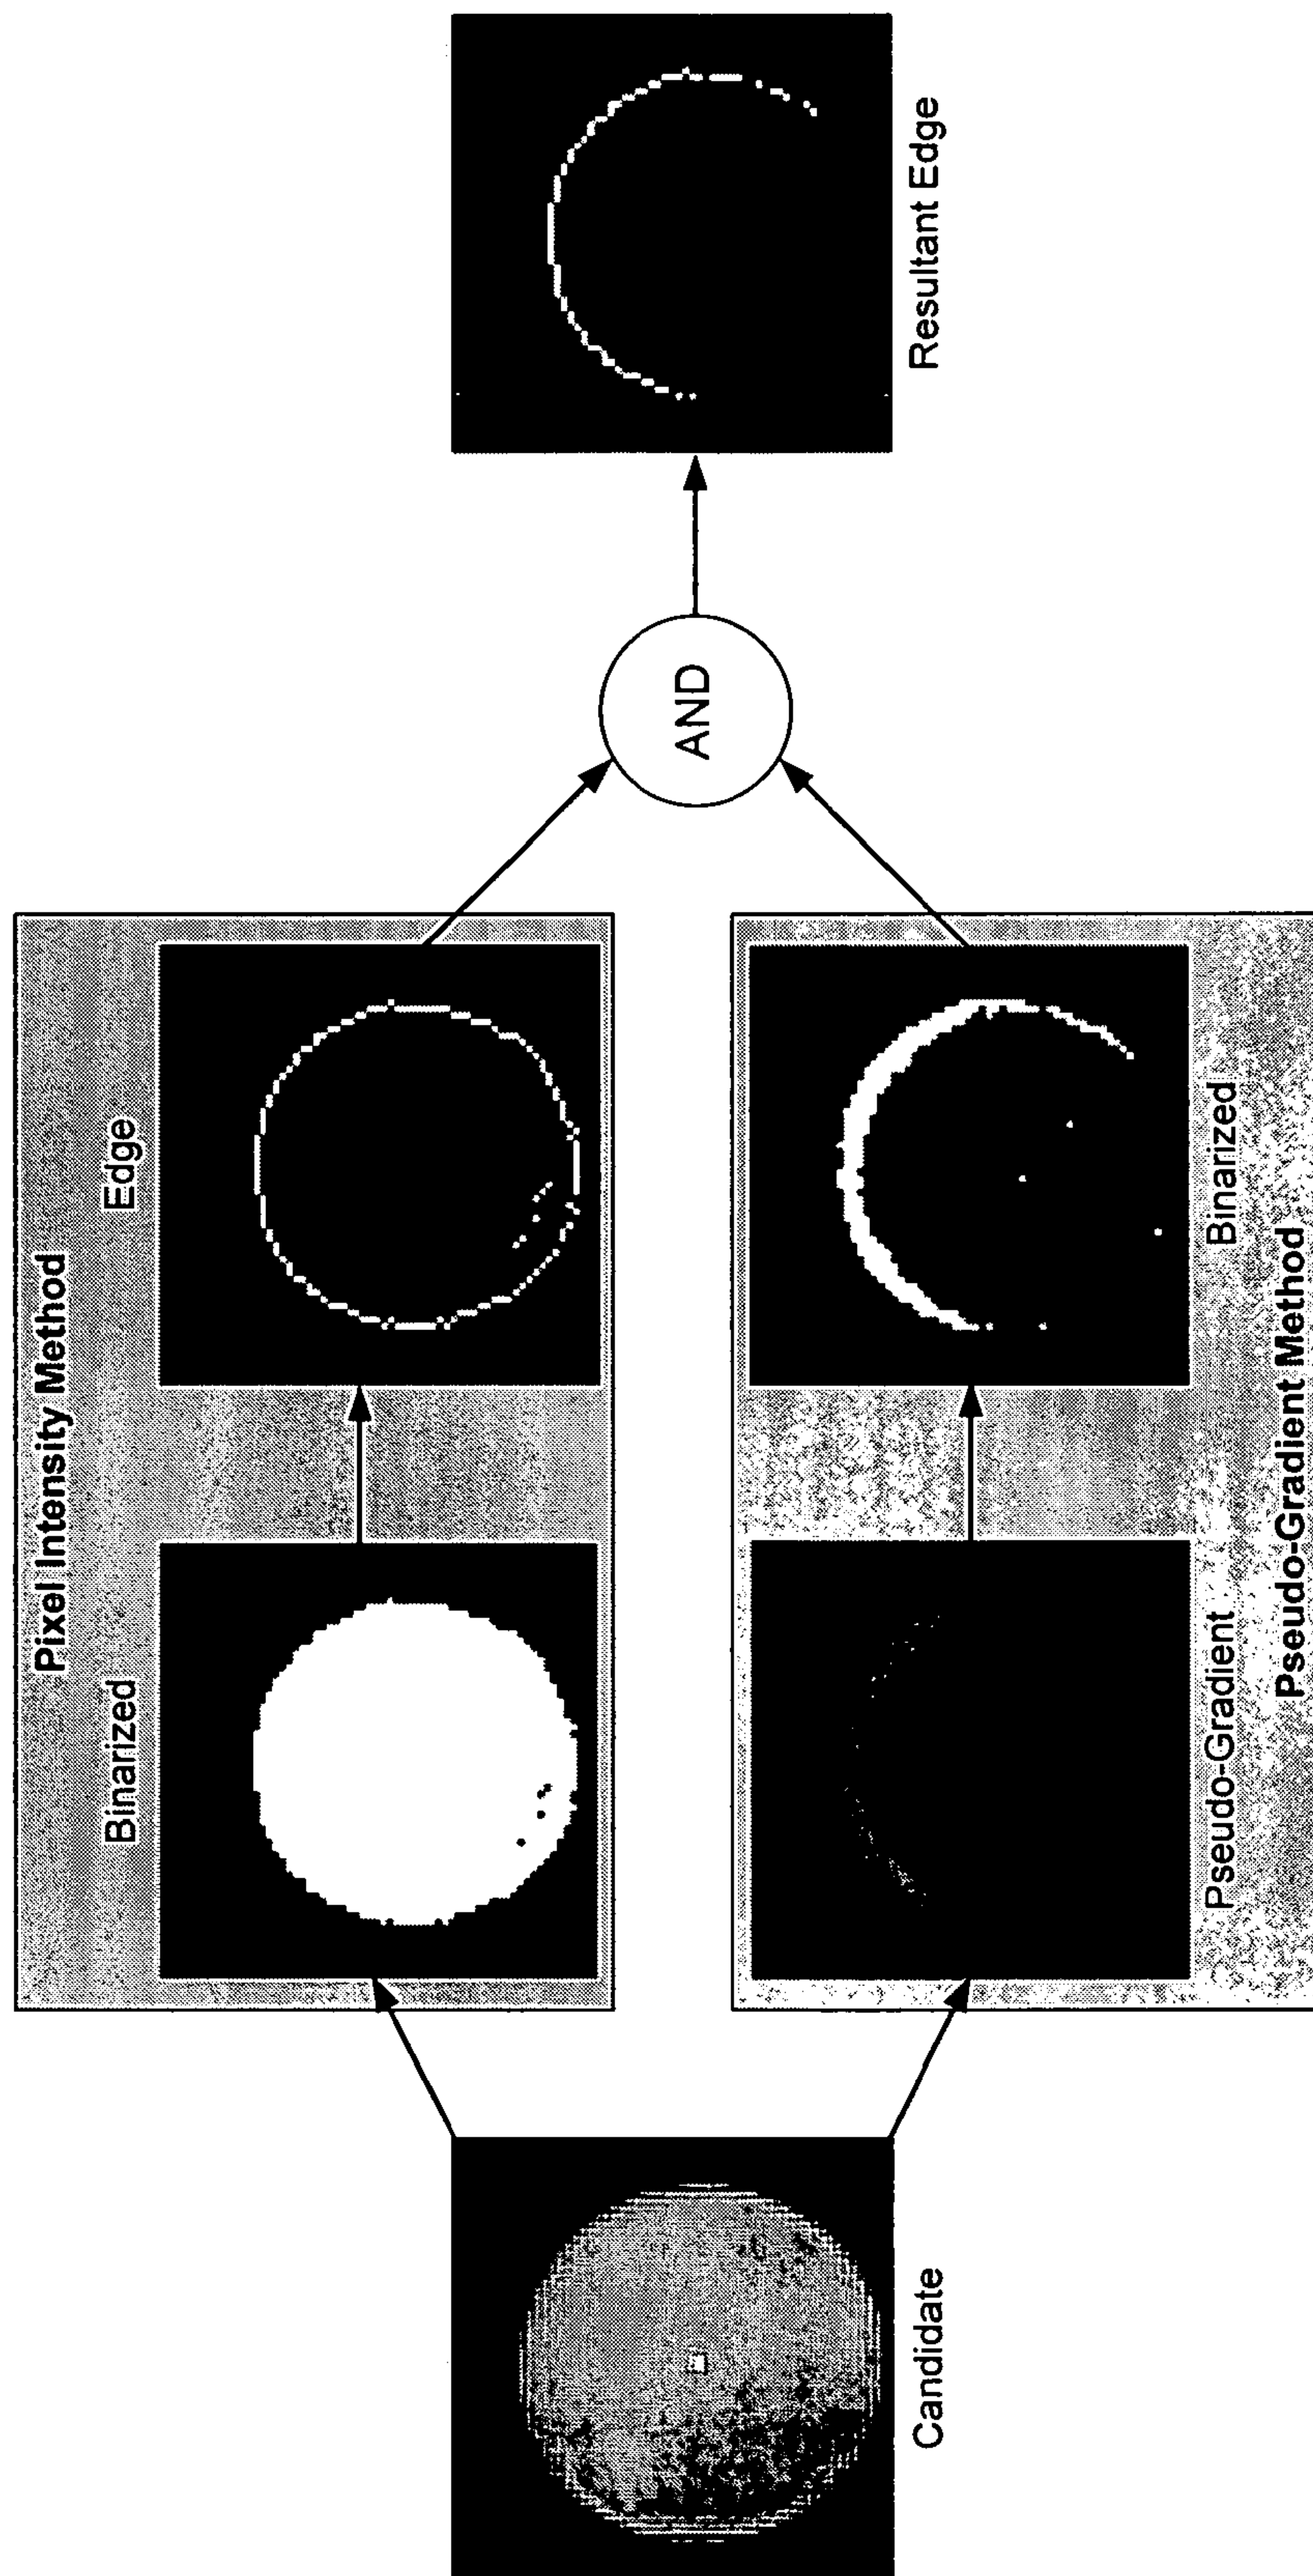 Candidate
Pixel Intensity Method
Binarized
Edge
Pseudo-Gradient
Binarized
Pseudo-Gradient Method
AND
Resultant Edge